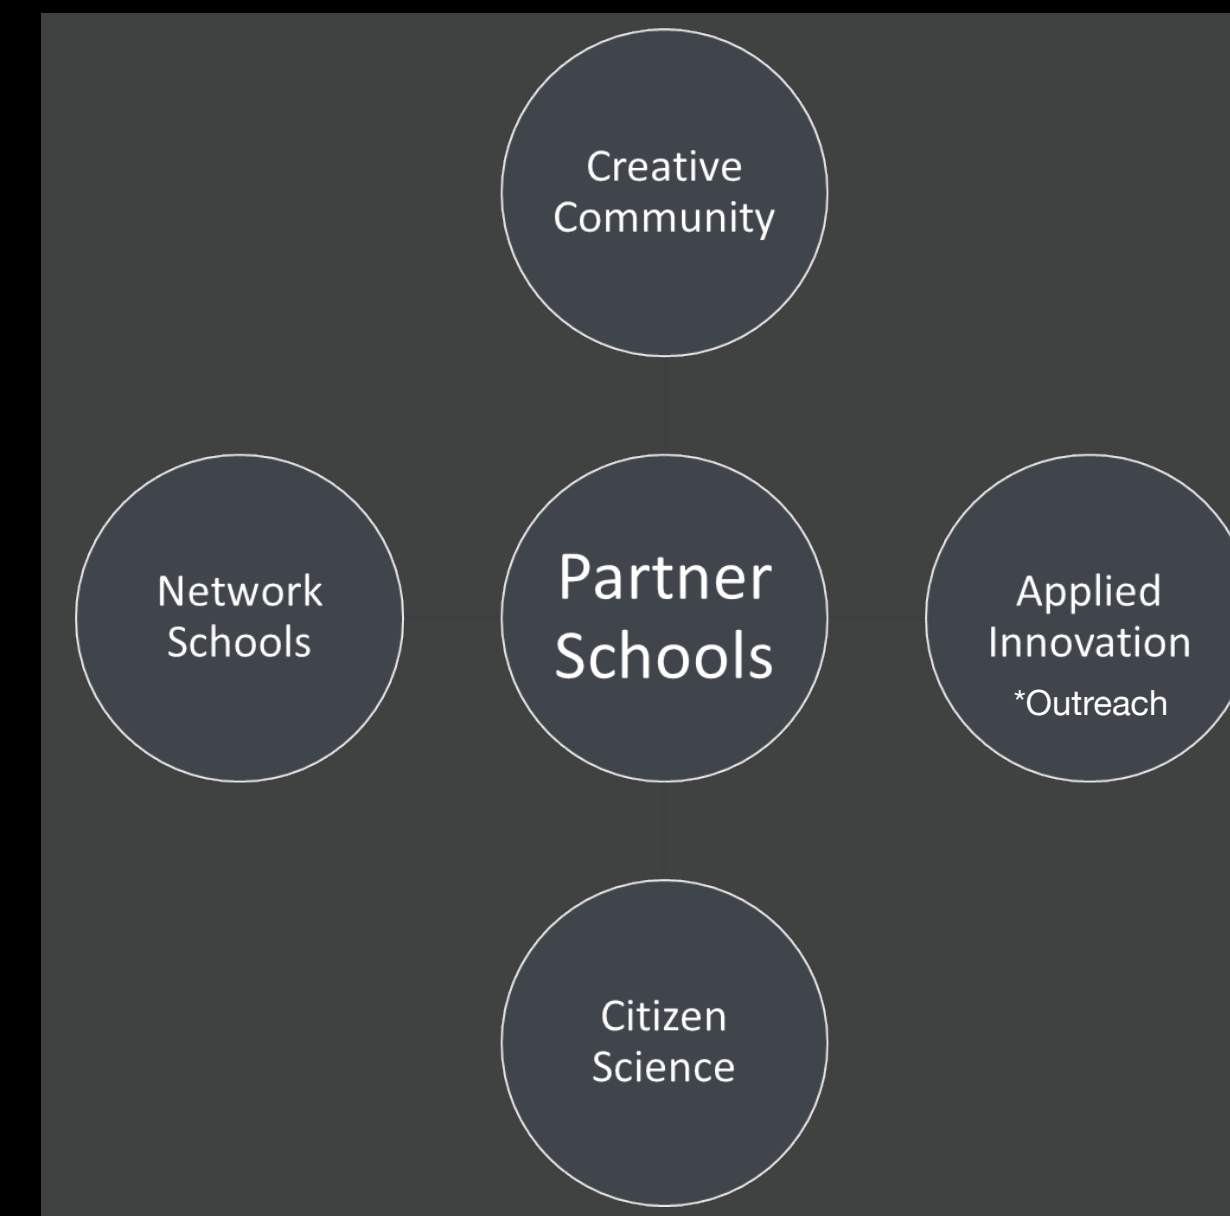 Creative
Community
Network
Schools
Partner
Schools
Applied
Innovation
*Outreach
Citizen
Science